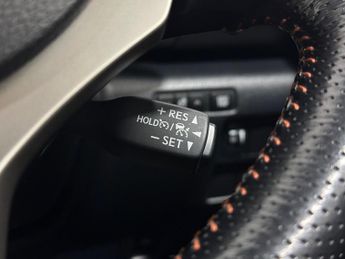 + RES ▲
HOLD / ◄
− SET ▼